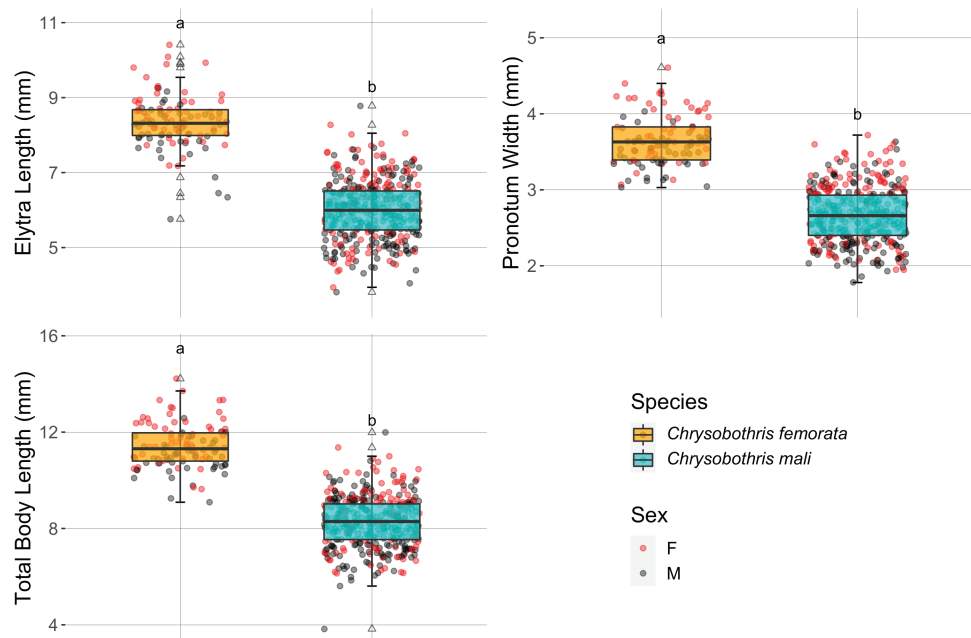 Elytra Length (mm)
11
9
7
5
a
b
Pronotum Width (mm)
5
4
3
2
a
b
Total Body Length (mm)
16
12
8
4
a
b
Species
Chrysobothris femorata
Chrysobothris mali
Sex
F
M